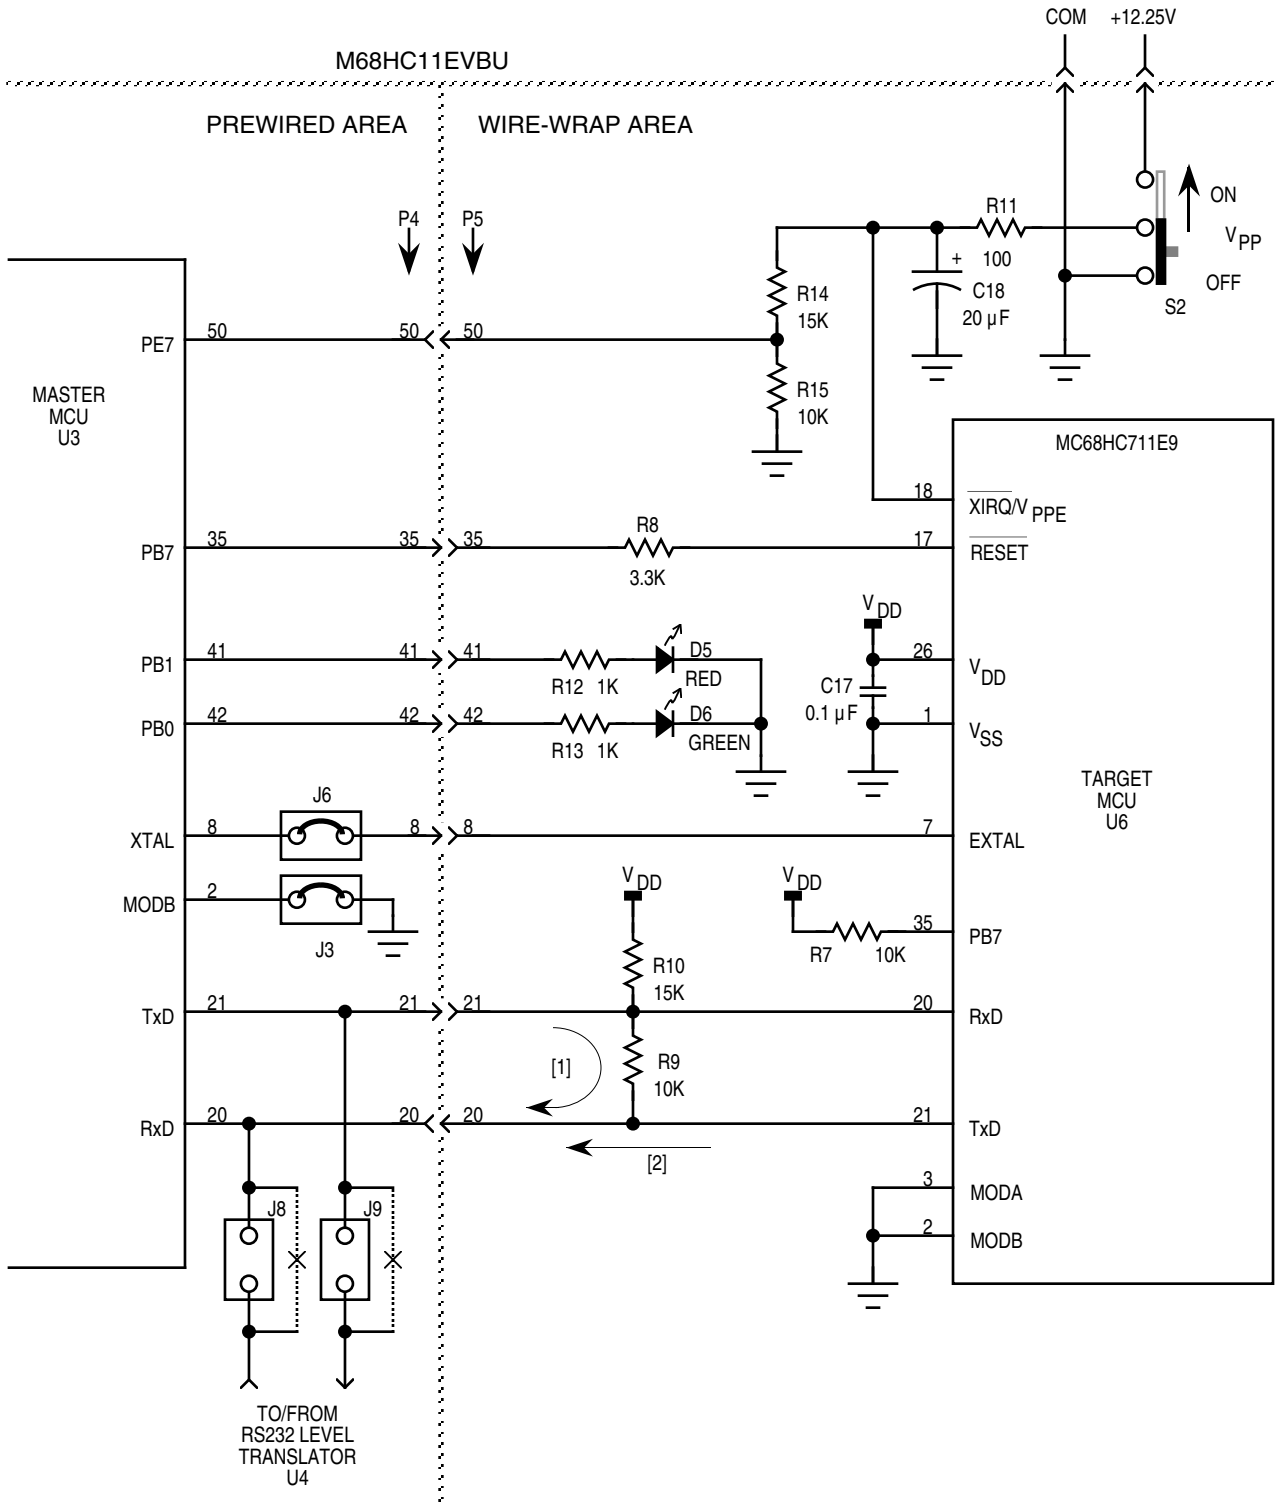 COM +12.25V
M68HC11EVBU
PREWIRED AREA WIRE-WRAP AREA
ON
P4 P5 R11
VPP
+ 100
R14 C18 OFF
15K 20 µF S2
50 50 50
PE7
MASTER R15
MCU 10K
U3
MC68HC711E9
18 XIRQ/VPPE
R8
35 35 35 17
PB7 RESET
3.3K
VDD
41 41 41 D5 26
PB1 VDD
R12 1K RED C17
42 42 42 D6 0.1 µF 1
PB0 VSS
R13 1K GREEN
TARGET
MCU
U6
J6
8 8 8 7
XTAL EXTAL
VDD VDD
2
MODB
35
PB7
J3 R7 10K
R10
15K
21 21 21 20
TxD RxD
[1] R9
10K
20 20 20 21
RxD TxD
[2]
3
MODA
J8 J9
2
MODB
TO/FROM
RS232 LEVEL
TRANSLATOR
U4